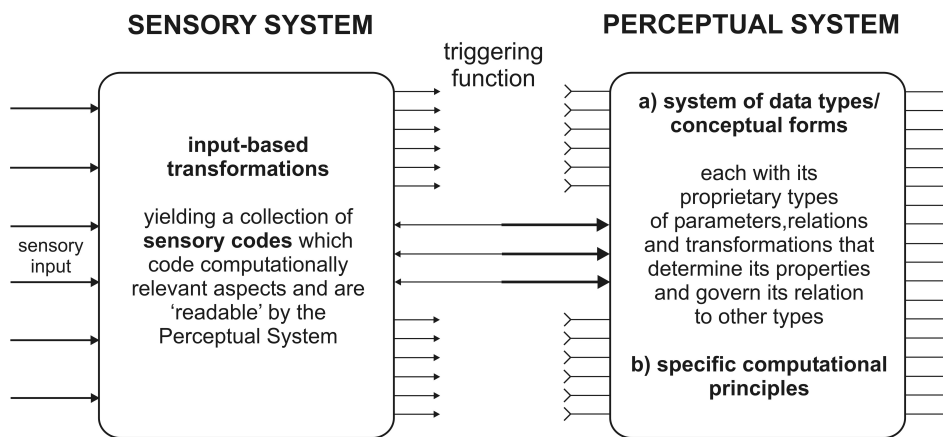 SENSORY SYSTEM
PERCEPTUAL SYSTEM
triggering
function
sensory
input
input-based
transformations
yielding a collection of
sensory codes which
code computationally
relevant aspects and are
‘readable’ by the
Perceptual System
a) system of data types/
conceptual forms
each with its
proprietary types
of parameters,relations
and transformations that
determine its properties
and govern its relation
to other types
b) specific computational
principles